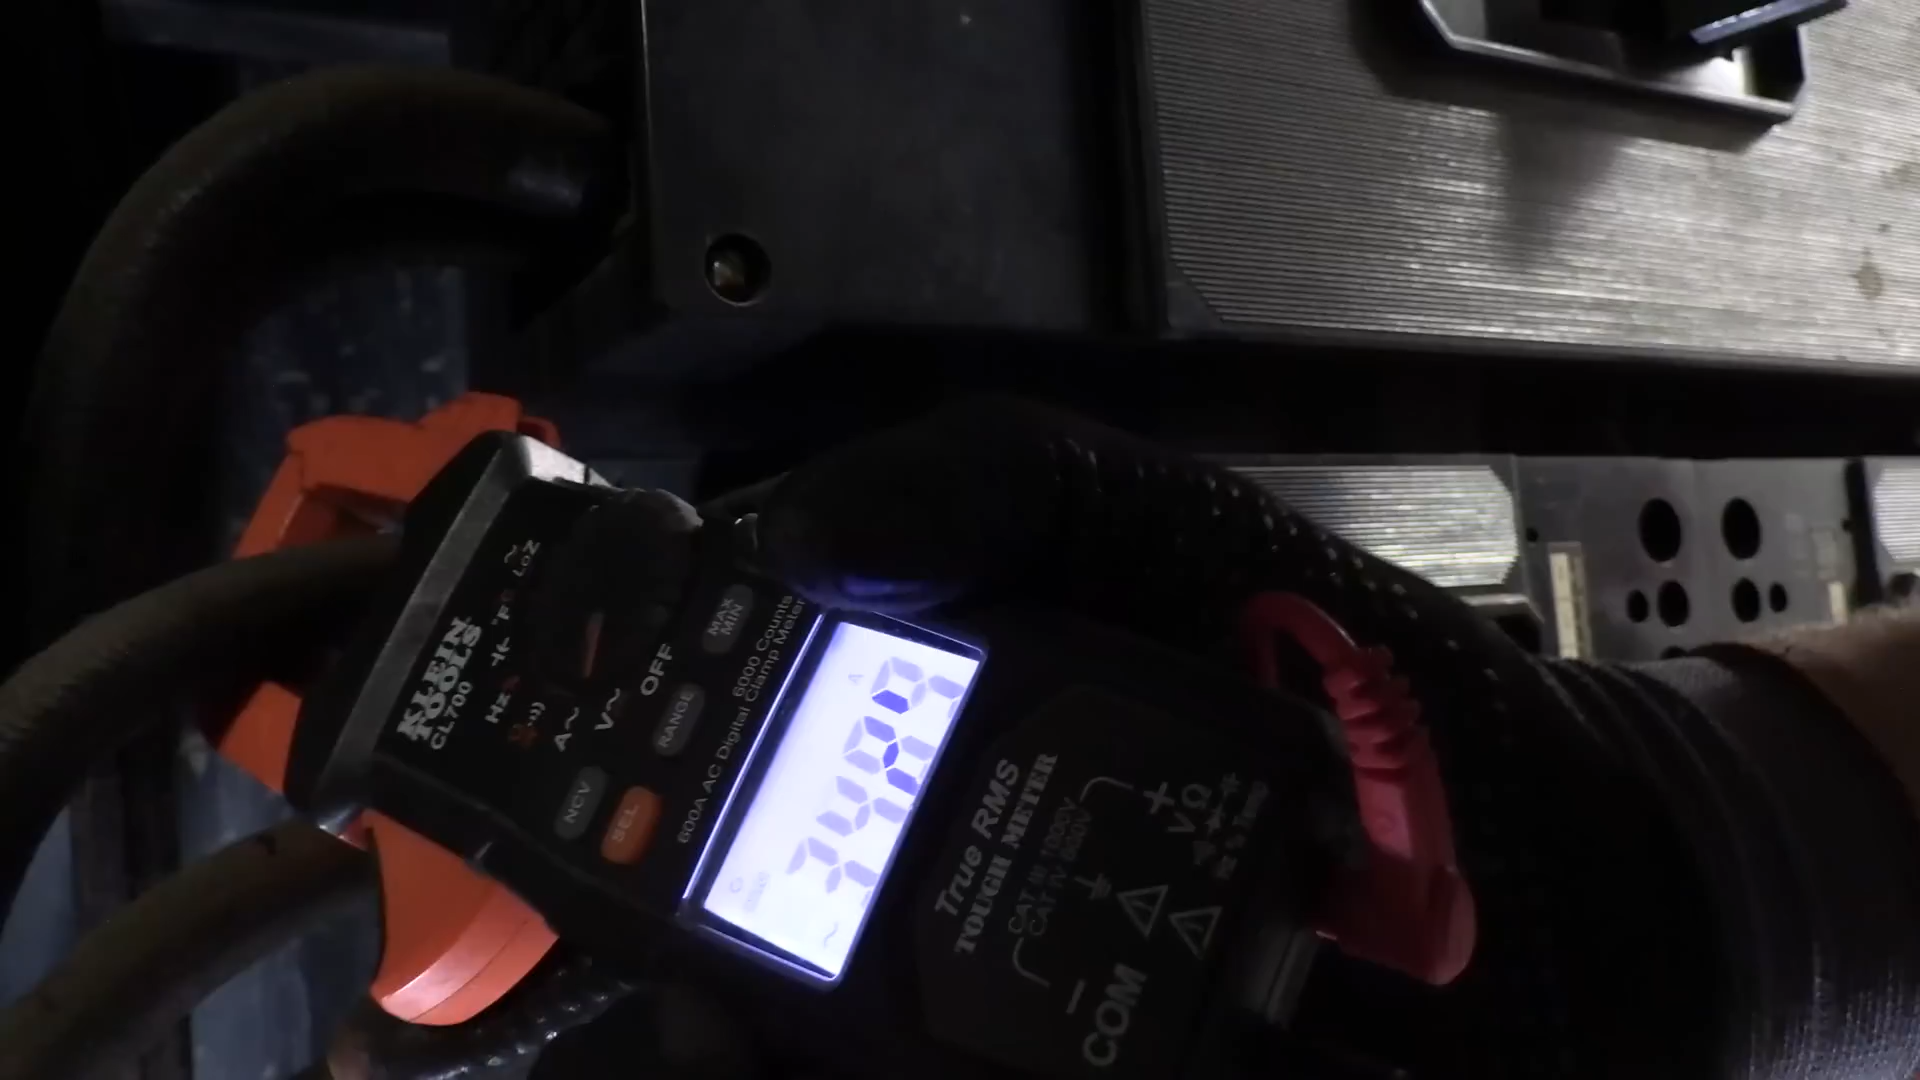 KLEIN
TOOLS
CL700
LoZ
°F
Hz
A
V
OFF
NCV
SEL
RANGE
MAX
MIN
600A AC 6000 Counts
Digital Clamp Meter
A
True RMS
TOUGH METER
CAT III 1000V
CAT IV 600V
+
VΩ
COM